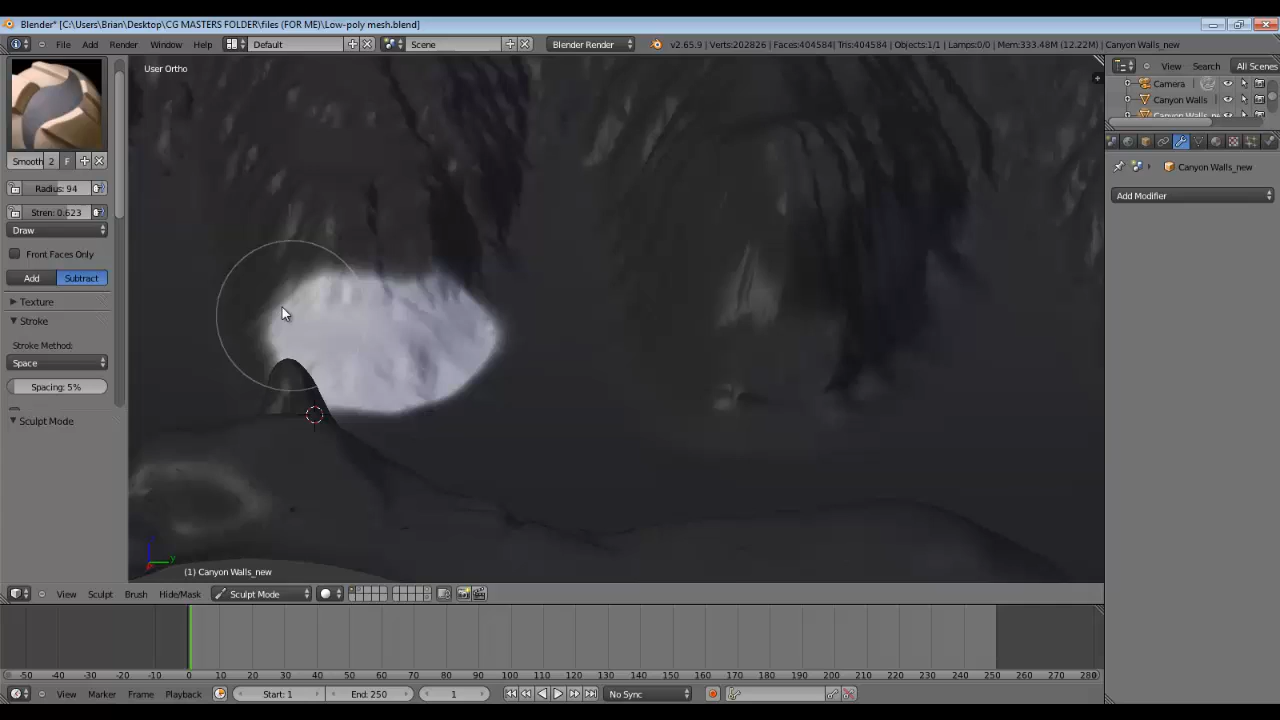 Blender* [C:\Users\Brian\Desktop\CG MASTERS FOLDER\files (FOR ME)\Low-poly mesh.blend]
File Add Render Window Help Default Scene Blender Render v2.65.9 | Verts:202826 | Faces:404584| Tris:404584 | Objects:1/1 | Lamps:0/0 | Mem:333.48M (12.22M) | Canyon Walls_new
User Ortho
View Search All Scenes
Camera
Canyon Walls
Canyon Walls_ne
Smooth 2 F
Canyon Walls_new
Radius: 94
Add Modifier
Stren: 0.623
Draw
Front Faces Only
Add Subtract
Texture
Stroke
Stroke Method:
Space
Spacing: 5%
Sculpt Mode
z
y
(1) Canyon Walls_new
View Sculpt Brush Hide/Mask Sculpt Mode
-50 -40 -30 -20 -10 0 10 20 30 40 50 60 70 80 90 100 110 120 130 140 150 160 170 180 190 200 210 220 230 240 250 260 270 280
View Marker Frame Playback Start: 1 End: 250 1 No Sync